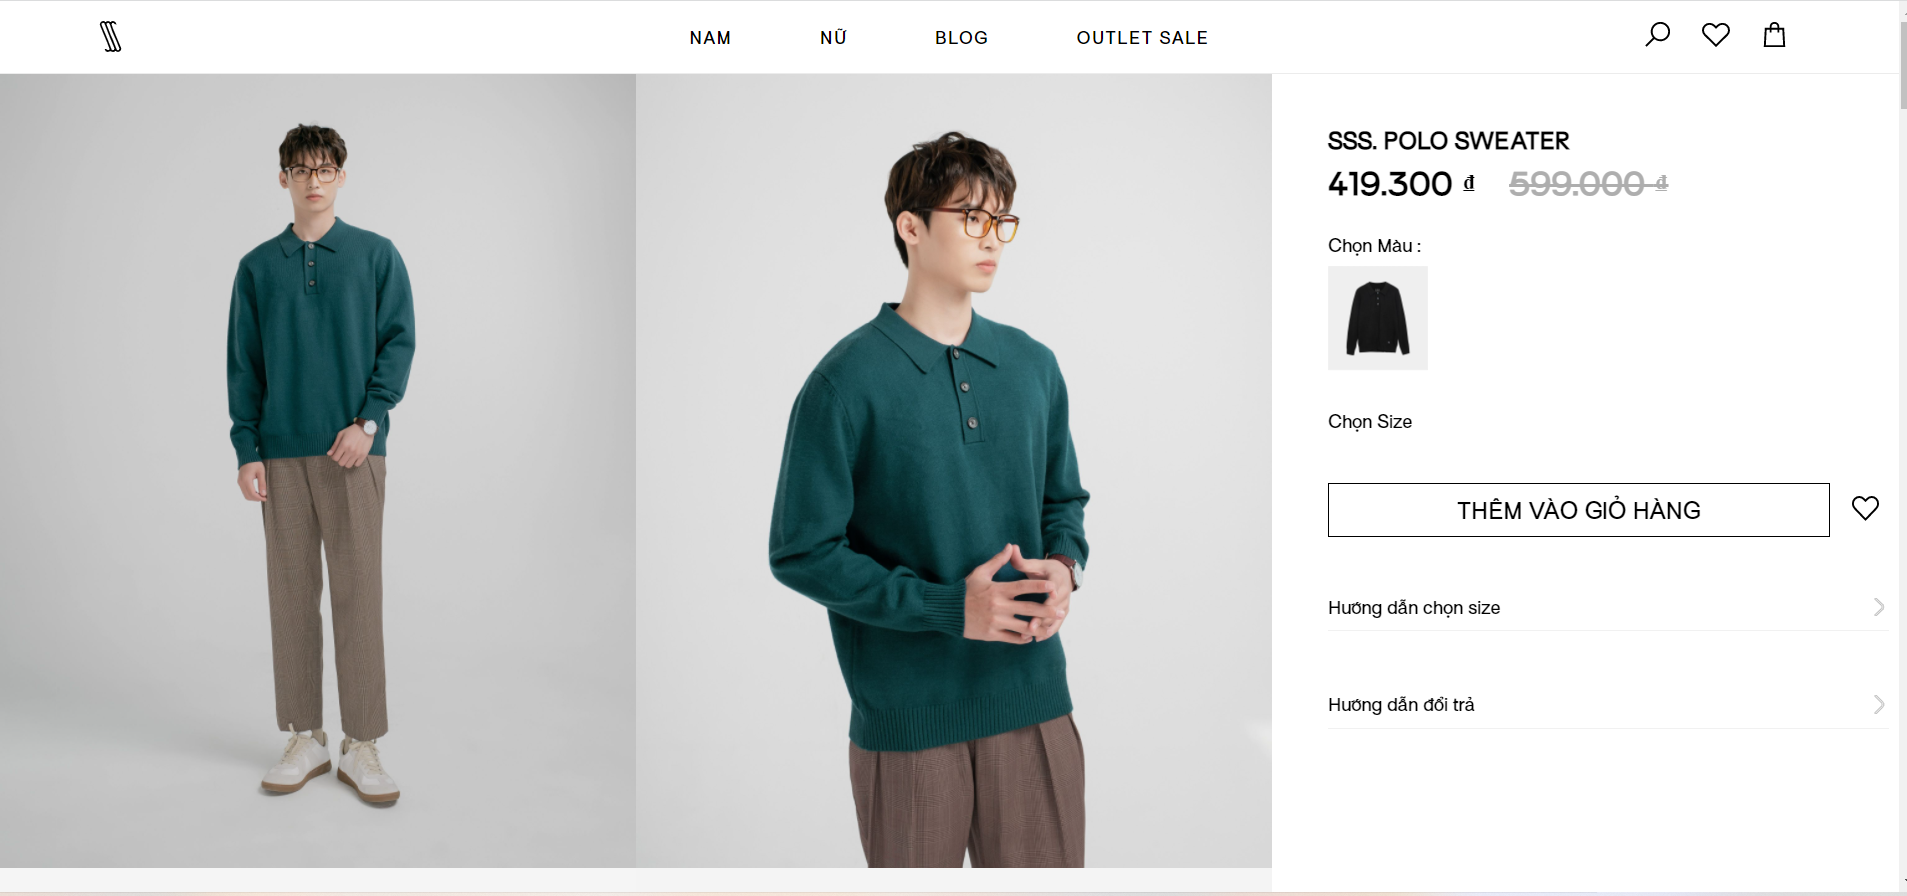 NAM
NỮ
BLOG
OUTLET SALE
SSS. POLO SWEATER
419.300 ₫ 599.000 ₫
Chọn Màu :
Chọn Size
THÊM VÀO GIỎ HÀNG
Hướng dẫn chọn size
Hướng dẫn đổi trả